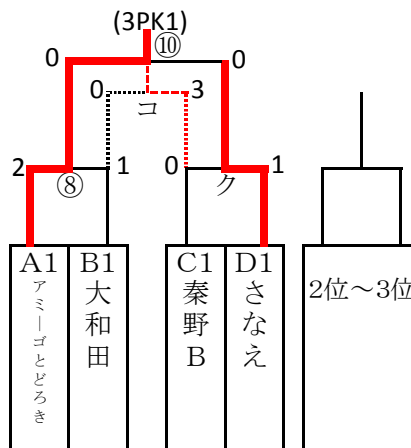 (3PK1)
0 ⑩ 0
0 3
コ
2 ⑧ 1 0 ク 1
A1 B1 C1 D1
アミーゴとどろき
大和田
秦野B
さなえ
2位～3位